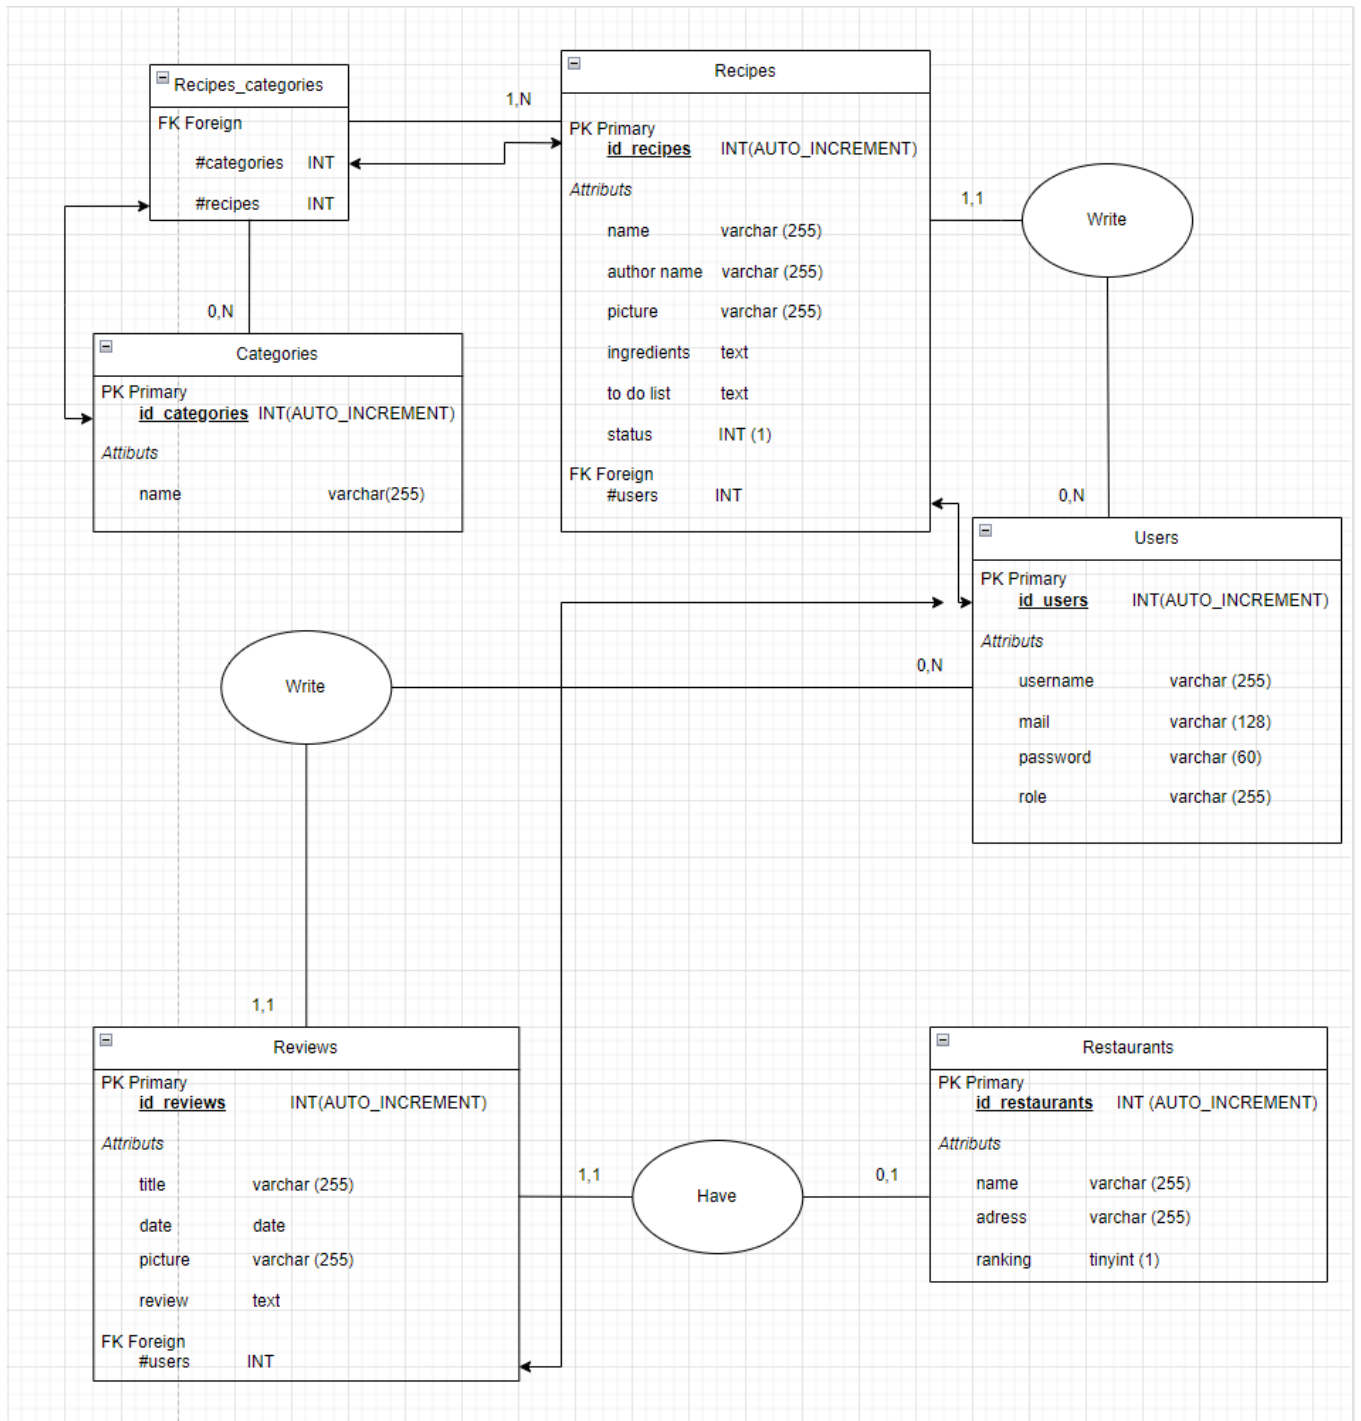 Recipes_categories
FK Foreign
#categories INT
#recipes INT
1,N
Recipes
PK Primary
id_recipes INT(AUTO_INCREMENT)
Attributs
name varchar (255)
author name varchar (255)
picture varchar (255)
ingredients text
to do list text
status INT (1)
FK Foreign
#users INT
1,1
Write
0,N
0,N
Categories
PK Primary
id_categories INT(AUTO_INCREMENT)
Attibuts
name varchar(255)
Users
PK Primary
id_users INT(AUTO_INCREMENT)
Attributs
username varchar (255)
mail varchar (128)
password varchar (60)
role varchar (255)
0,N
Write
1,1
Reviews
PK Primary
id_reviews INT(AUTO_INCREMENT)
Attributs
title varchar (255)
date date
picture varchar (255)
review text
FK Foreign
#users INT
1,1
Have
0,1
Restaurants
PK Primary
id_restaurants INT (AUTO_INCREMENT)
Attributs
name varchar (255)
adress varchar (255)
ranking tinyint (1)